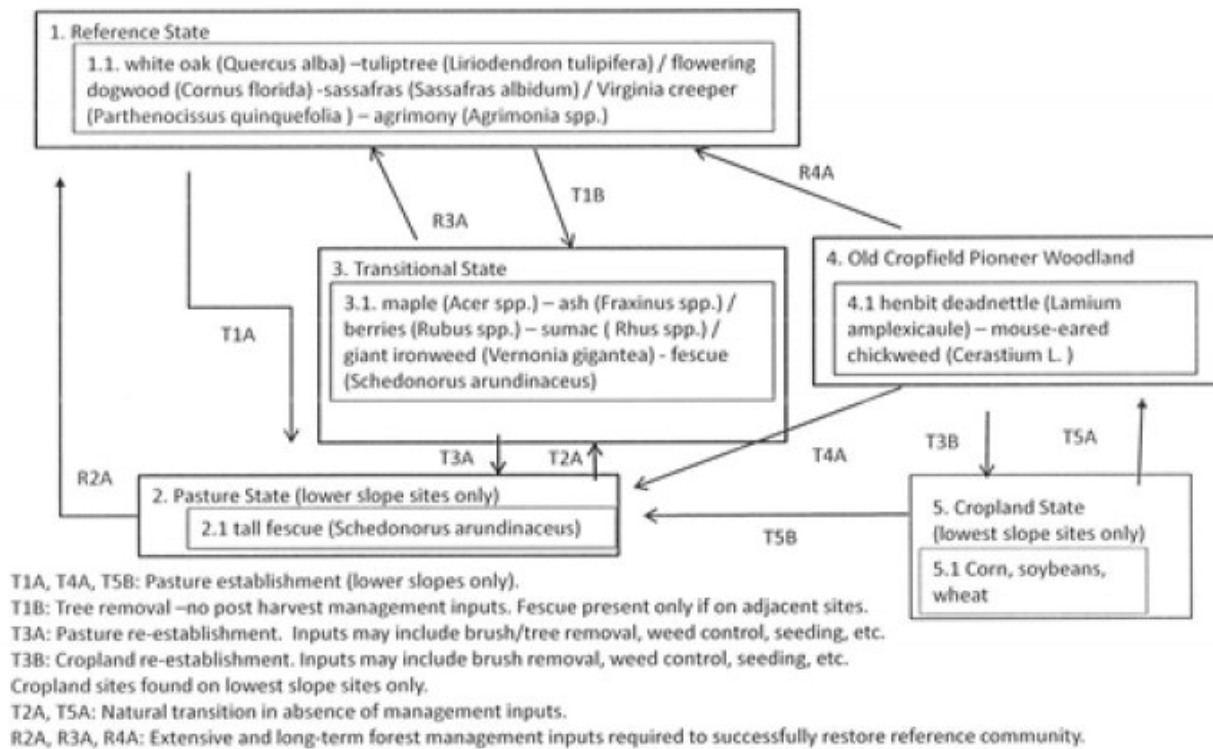 1. Reference State
1.1. white oak (Quercus alba) –tuliptree (Liriodendron tulipifera) / flowering
dogwood (Cornus florida) -sassafras (Sassafras albidum) / Virginia creeper
(Parthenocissus quinquefolia ) – agrimony (Agrimonia spp.)
R4A
T1B
R3A
3. Transitional State
3.1. maple (Acer spp.) – ash (Fraxinus spp.) /
berries (Rubus spp.) – sumac ( Rhus spp.) /
giant ironweed (Vernonia gigantea) - fescue
(Schedonorus arundinaceus)
4. Old Cropfield Pioneer Woodland
4.1 henbit deadnettle (Lamium
amplexicaule) – mouse-eared
chickweed (Cerastium L. )
T1A
T3A
T2A
T4A
T3B
T5A
R2A
2. Pasture State (lower slope sites only)
2.1 tall fescue (Schedonorus arundinaceus)
T5B
5. Cropland State
(lowest slope sites only)
5.1 Corn, soybeans,
wheat
T1A, T4A, T5B: Pasture establishment (lower slopes only).
T1B: Tree removal –no post harvest management inputs. Fescue present only if on adjacent sites.
T3A: Pasture re-establishment. Inputs may include brush/tree removal, weed control, seeding, etc.
T3B: Cropland re-establishment. Inputs may include brush removal, weed control, seeding, etc.
Cropland sites found on lowest slope sites only.
T2A, T5A: Natural transition in absence of management inputs.
R2A, R3A, R4A: Extensive and long-term forest management inputs required to successfully restore reference community.